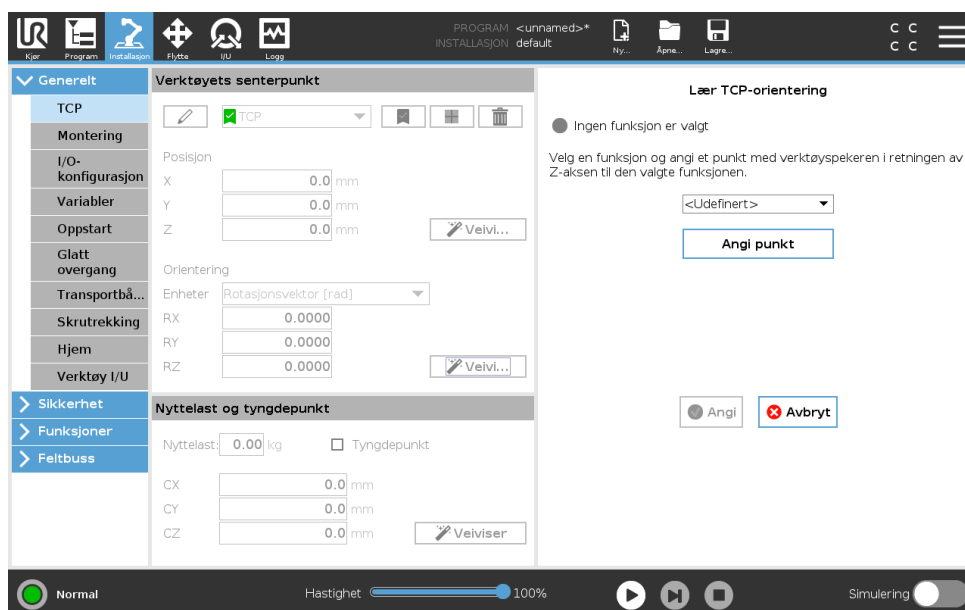 PROGRAM <unnamed>*
INSTALLASJON default
UR
Kjør
Program
Installasjon
Flytte
I/U
Logg
Ny...
Åpne...
Lagre...
C C
C C
Generelt
TCP
Montering
I/O-
konfigurasjon
Variabler
Oppstart
Glatt
overgang
Transportbå...
Skrutrekking
Hjem
Verktøy I/U
Sikkerhet
Funksjoner
Feltbuss
Verktøyets senterpunkt
TCP
Posisjon
X 0.0 mm
Y 0.0 mm
Z 0.0 mm
Veivi...
Orientering
Enheter Rotasjonsvektor [rad]
RX 0.0000
RY 0.0000
RZ 0.0000
Veivi...
Nyttelast og tyngdepunkt
Nyttelast: 0.00 kg Tyngdepunkt
CX 0.0 mm
CY 0.0 mm
CZ 0.0 mm
Veiviser
Lær TCP-orientering
Ingen funksjon er valgt
Velg en funksjon og angi et punkt med verktøyspekeren i retningen av
Z-aksen til den valgte funksjonen.
<Udefinert>
Angi punkt
Angi
Avbryt
Normal
Hastighet 100%
Simulering